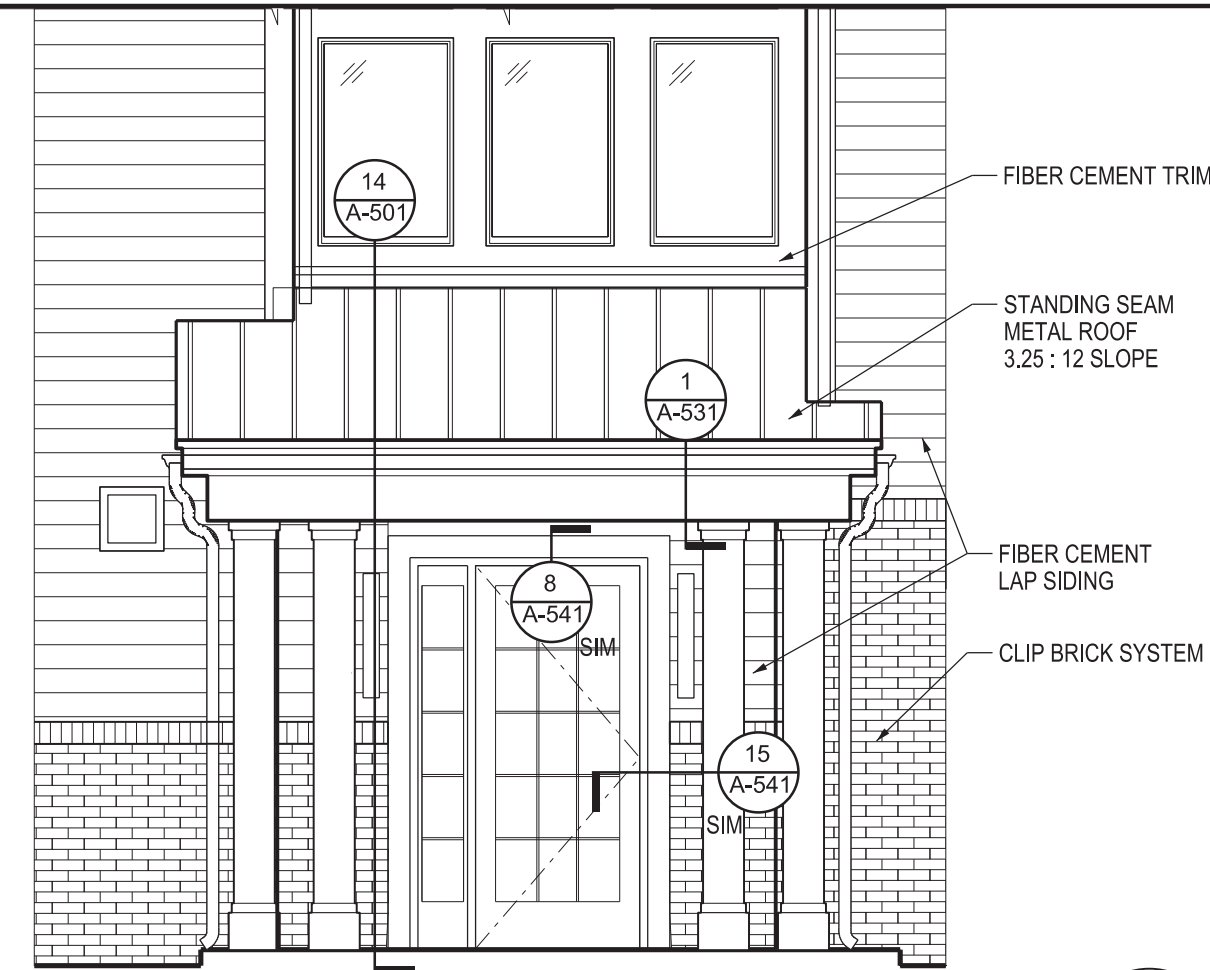 14
A-501
FIBER CEMENT TRIM
STANDING SEAM
METAL ROOF
3.25 : 12 SLOPE
1
A-531
FIBER CEMENT
LAP SIDING
8
A-541
SIM
CLIP BRICK SYSTEM
15
A-541
SIM